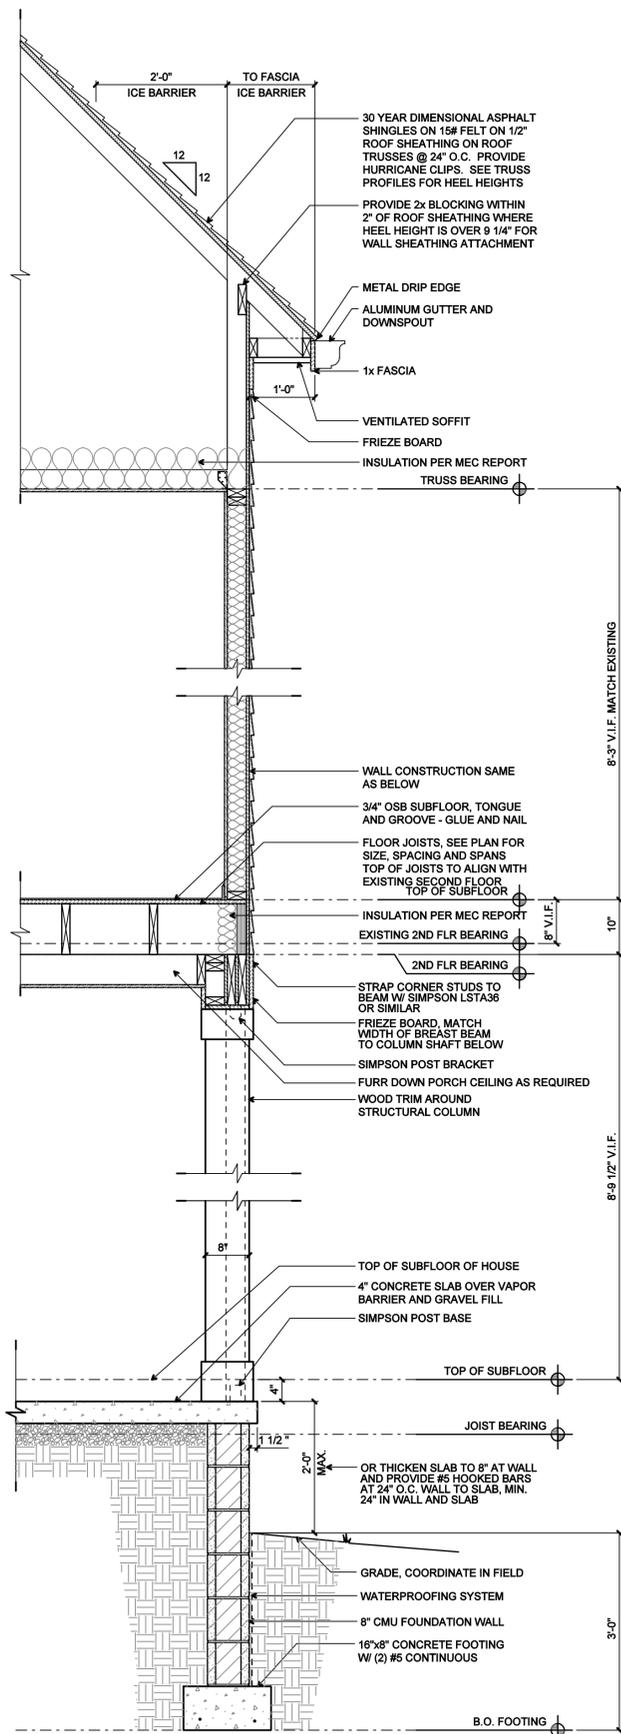 2'-0"
TO FASCIA
ICE BARRIER
ICE BARRIER
30 YEAR DIMENSIONAL ASPHALT
SHINGLES ON 15# FELT ON 1/2"
ROOF SHEATHING ON ROOF
TRUSSES @ 24" O.C. PROVIDE
HURRICANE CLIPS. SEE TRUSS
PROFILES FOR HEEL HEIGHTS
12
12
PROVIDE 2x BLOCKING WITHIN
2" OF ROOF SHEATHING WHERE
HEEL HEIGHT IS OVER 9 1/4" FOR
WALL SHEATHING ATTACHMENT
METAL DRIP EDGE
ALUMINUM GUTTER AND
DOWNSPOUT
1x FASCIA
1'-0"
VENTILATED SOFFIT
FRIEZE BOARD
INSULATION PER MEC REPORT
TRUSS BEARING
8'-3" V.I.F. MATCH EXISTING
WALL CONSTRUCTION SAME
AS BELOW
3/4" OSB SUBFLOOR, TONGUE
AND GROOVE - GLUE AND NAIL
FLOOR JOISTS, SEE PLAN FOR
SIZE, SPACING AND SPANS
TOP OF JOISTS TO ALIGN WITH
EXISTING SECOND FLOOR
TOP OF SUBFLOOR
INSULATION PER MEC REPORT
8" V.I.F.
10"
EXISTING 2ND FLR BEARING
2ND FLR BEARING
STRAP CORNER STUDS TO
BEAM W/ SIMPSON LSTA36
OR SIMILAR
FRIEZE BOARD, MATCH
WIDTH OF BREAST BEAM
TO COLUMN SHAFT BELOW
SIMPSON POST BRACKET
FURR DOWN PORCH CEILING AS REQUIRED
WOOD TRIM AROUND
STRUCTURAL COLUMN
8'-9 1/2" V.I.F.
8"
TOP OF SUBFLOOR OF HOUSE
4" CONCRETE SLAB OVER VAPOR
BARRIER AND GRAVEL FILL
SIMPSON POST BASE
TOP OF SUBFLOOR
4"
JOIST BEARING
1 1/2 "
2'-0"
MAX.
OR THICKEN SLAB TO 8" AT WALL
AND PROVIDE #5 HOOKED BARS
AT 24" O.C. WALL TO SLAB, MIN.
24" IN WALL AND SLAB
GRADE, COORDINATE IN FIELD
WATERPROOFING SYSTEM
8" CMU FOUNDATION WALL
16"x8" CONCRETE FOOTING
W/ (2) #5 CONTINUOUS
3'-0"
B.O. FOOTING